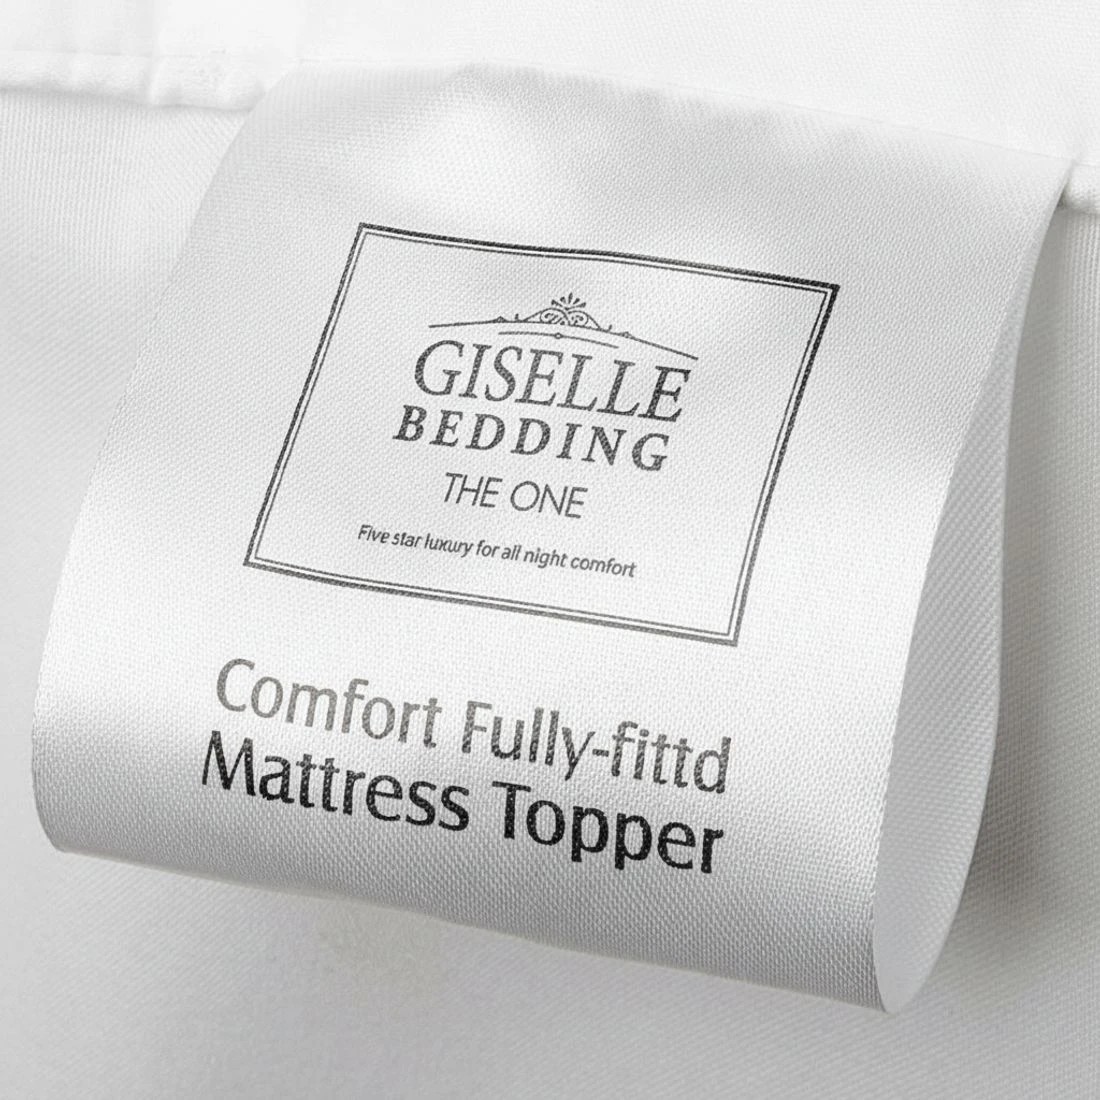 GISELLE
BEDDING
THE ONE
Five star luxury for all night comfort
Comfort Fully-fittd
Mattress Topper